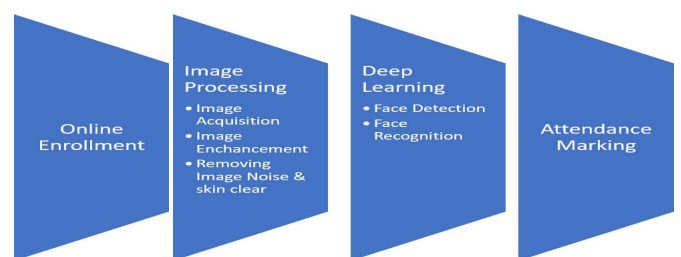 Online
Enrollment
Image
Processing
• Image
Acquisition
• Image
Enchancement
• Removing
Image Noise &
skin clear
Deep
Learning
• Face Detection
• Face
Recognition
Attendance
Marking